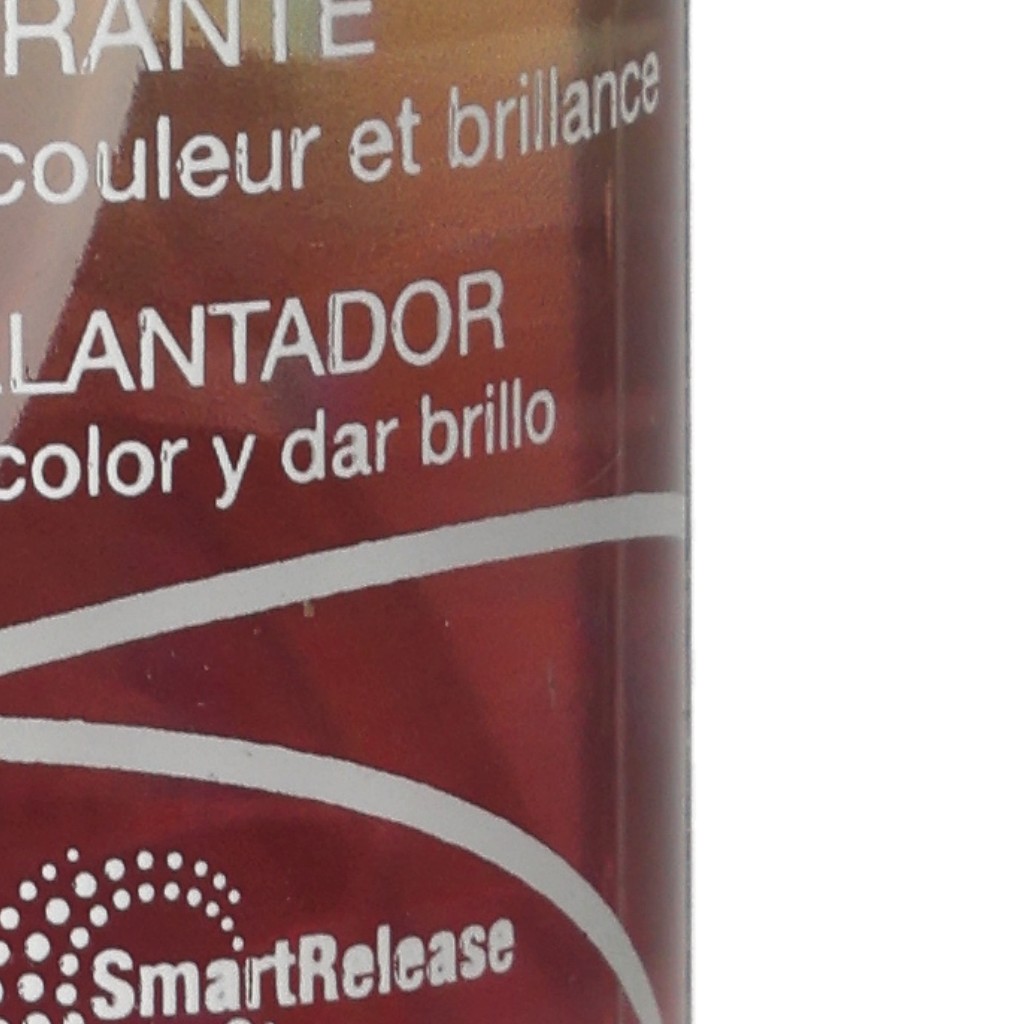 RANTE
couleur et brillance
LANTADOR
color y dar brillo
SmartRelease